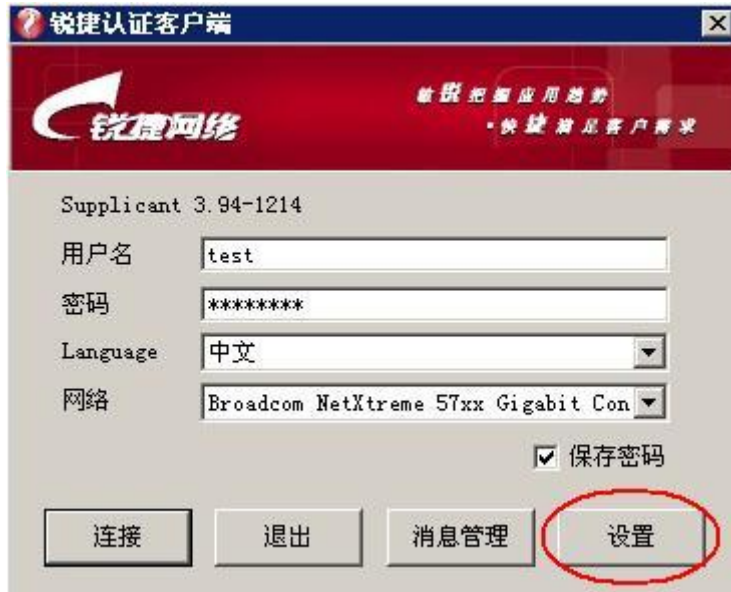 锐捷认证客户端
锐捷网络
敏锐把握应用趋势
·快捷满足客户需求
Supplicant 3.94-1214
用户名 test
密码 ********
Language 中文
网络 Broadcom NetXtreme 57xx Gigabit Con
保存密码
连接 退出 消息管理 设置